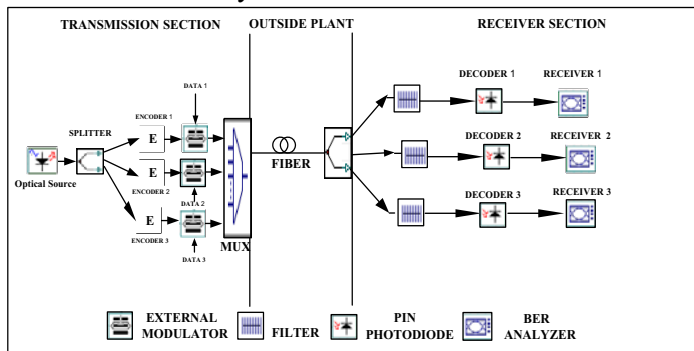 TRANSMISSION SECTION
OUTSIDE PLANT
RECEIVER SECTION
DATA 1
DECODER 1
RECEIVER 1
ENCODER 1
SPLITTER
E
Optical Source
ENCODER 2
E
DATA 2
FIBER
DECODER 2
RECEIVER 2
E
ENCODER 3
DATA 3
MUX
DECODER 3
RECEIVER 3
EXTERNAL
MODULATOR
FILTER
PIN
PHOTODIODE
BER
ANALYZER